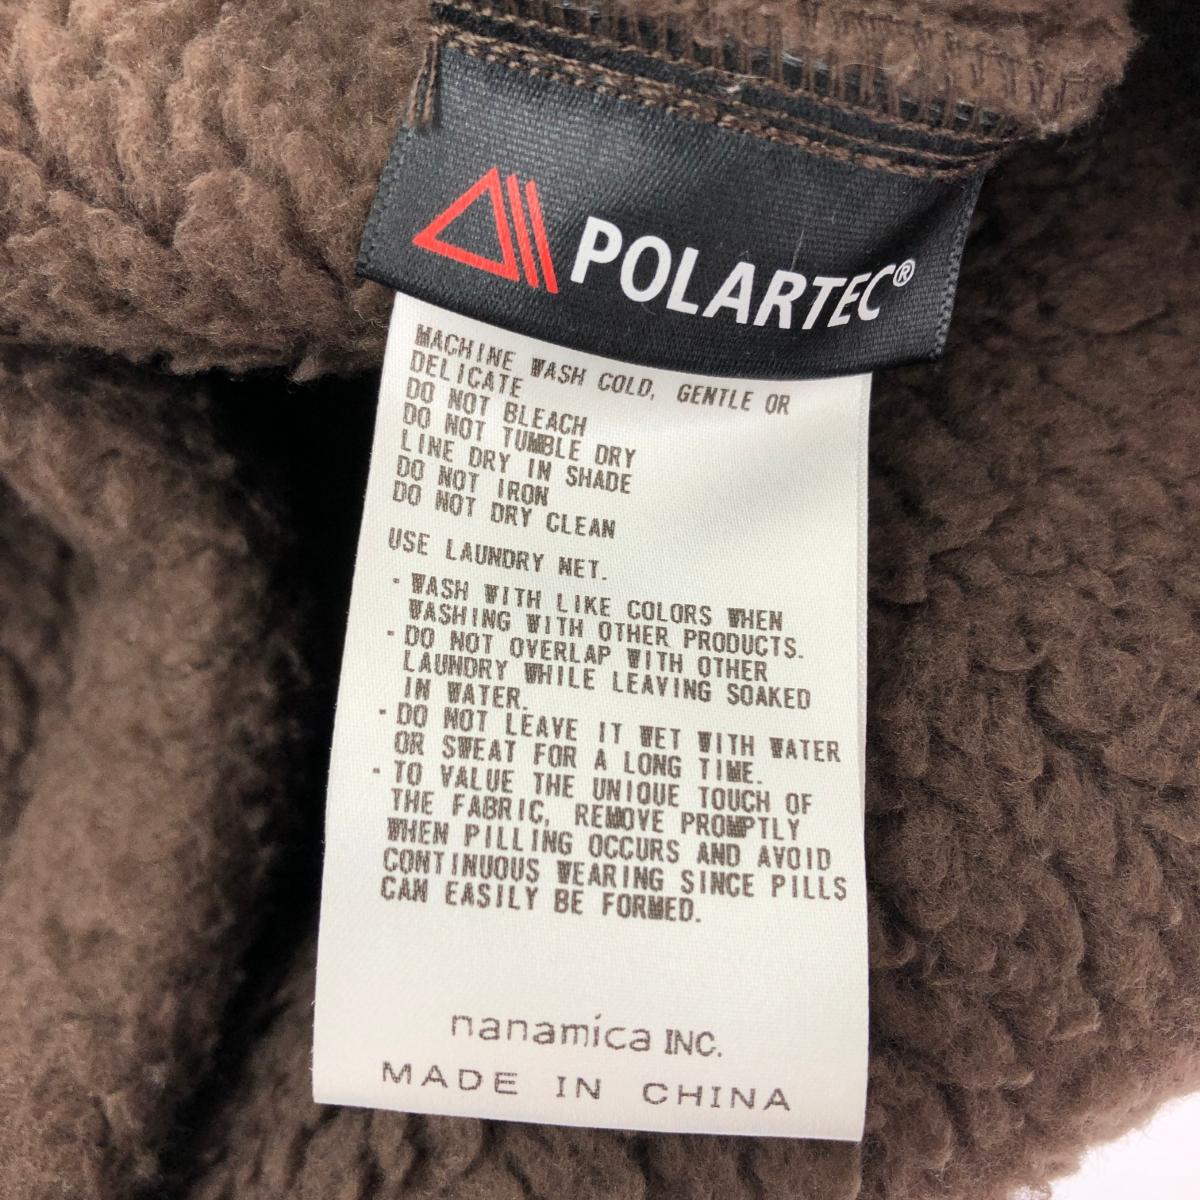 POLARTEC®
MACHINE WASH COLD, GENTLE OR
DELICATE
DO NOT BLEACH
DO NOT TUMBLE DRY
LINE DRY IN SHADE
DO NOT IRON
DO NOT DRY CLEAN
USE LAUNDRY NET.
・WASH WITH LIKE COLORS WHEN
WASHING WITH OTHER PRODUCTS.
・DO NOT OVERLAP WITH OTHER
LAUNDRY WHILE LEAVING SOAKED
IN WATER.
・DO NOT LEAVE IT WET WITH WATER
OR SWEAT FOR A LONG TIME.
・TO VALUE THE UNIQUE TOUCH OF
THE FABRIC, REMOVE PROMPTLY
WHEN PILLING OCCURS AND AVOID
CONTINUOUS WEARING SINCE PILLS
CAN EASILY BE FORMED.
nanamica INC.
MADE IN CHINA